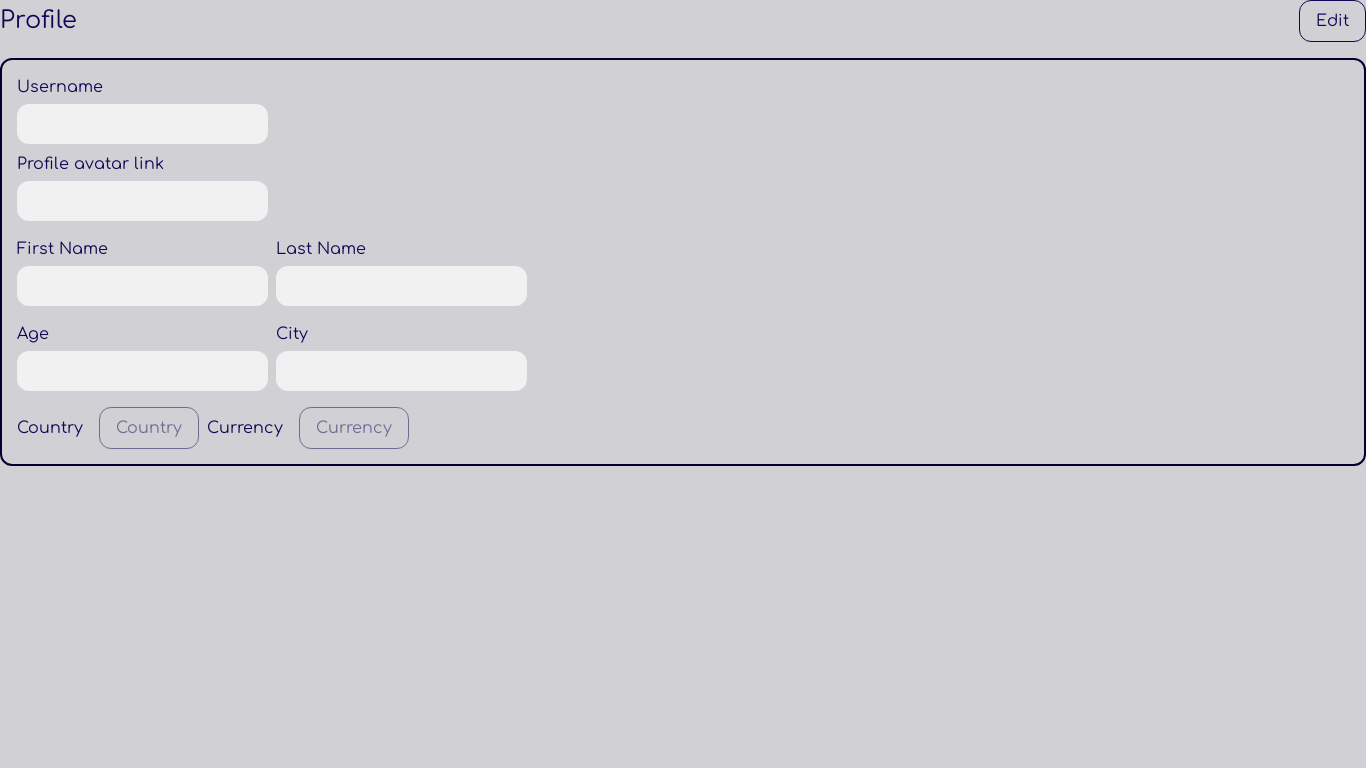 Profile Edit
Username
Profile avatar link
First Name Last Name
Age City
Country Country Currency Currency